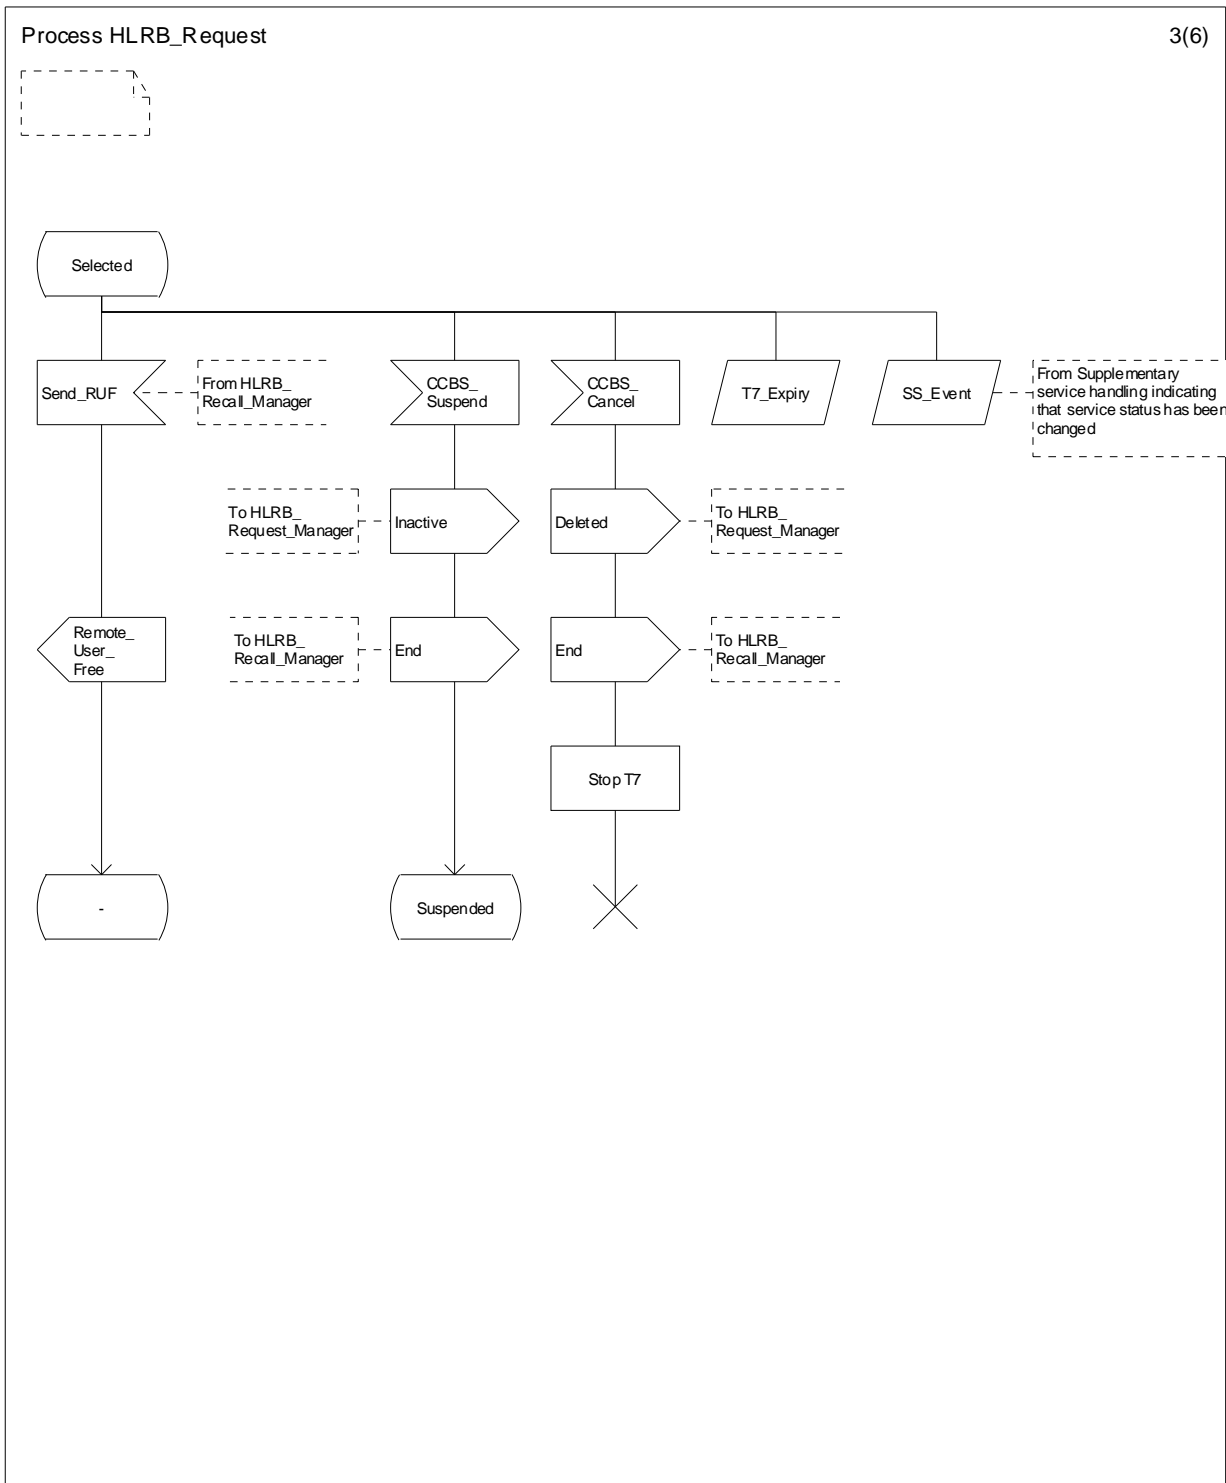 Process HLRB_Request
3(6)
Selected
Send_RUF
From HLRB_
Recall_Manager
CCBS_
Suspend
CCBS_
Cancel
T7_Expiry
SS_Event
From Supplementary
service handling indicating
that service status has been
changed
To HLRB_
Request_Manager
Inactive
Deleted
To HLRB_
Request_Manager
Remote_
User_
Free
To HLRB_
Recall_Manager
End
End
To HLRB_
Recall_Manager
Stop T7
-
Suspended